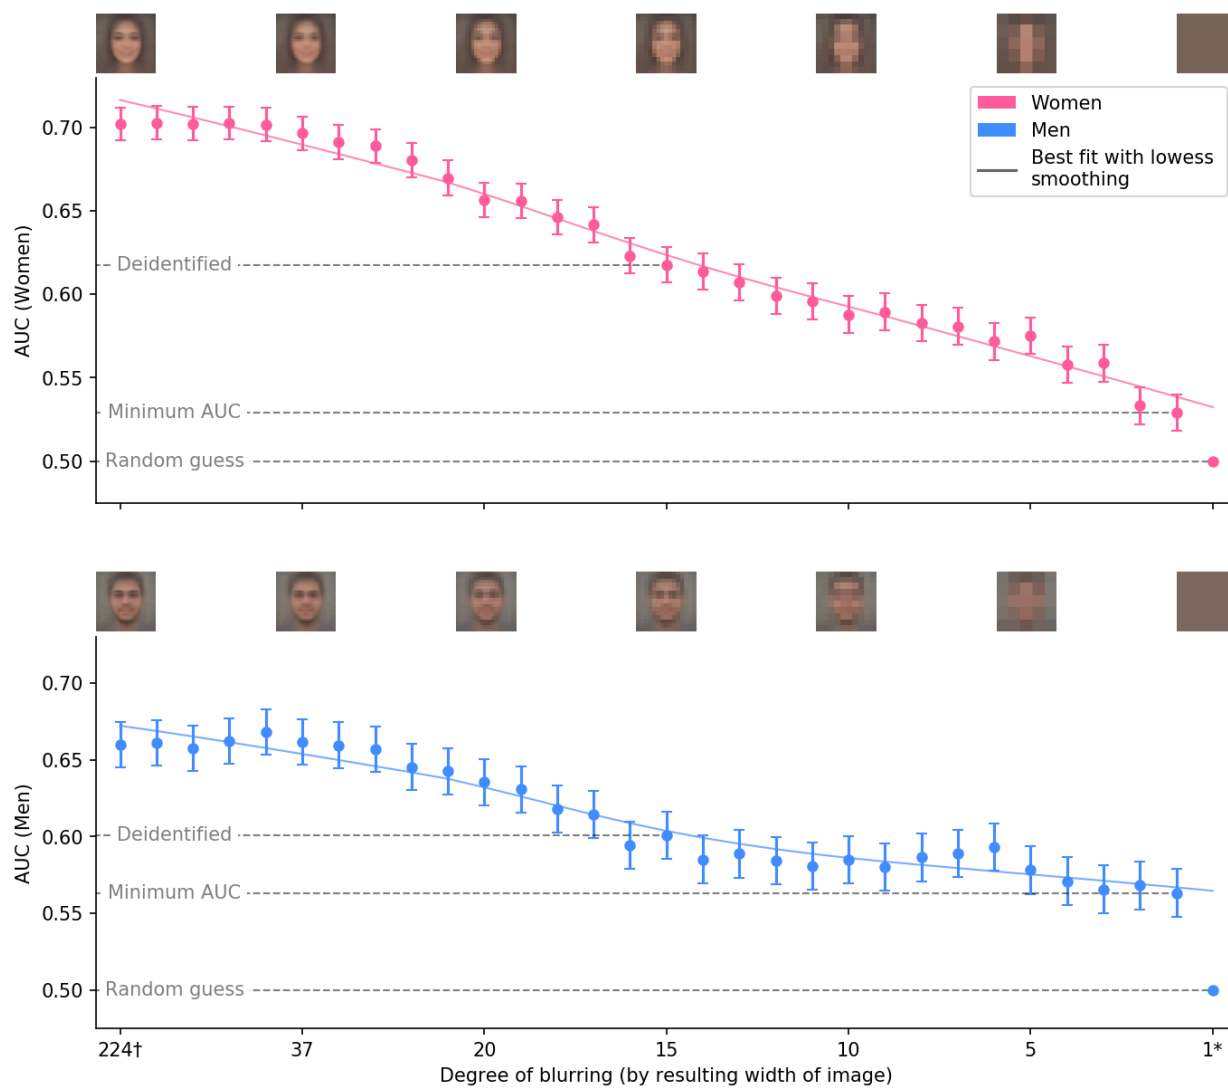 Women
Men
Best fit with lowess
smoothing
AUC (Women)
0.70
0.65
Deidentified
0.60
0.55
Minimum AUC
0.50
Random guess
AUC (Men)
0.70
0.65
0.60
Deidentified
Minimum AUC
0.55
0.50
Random guess
224† 37 20 15 10 5 1*
Degree of blurring (by resulting width of image)